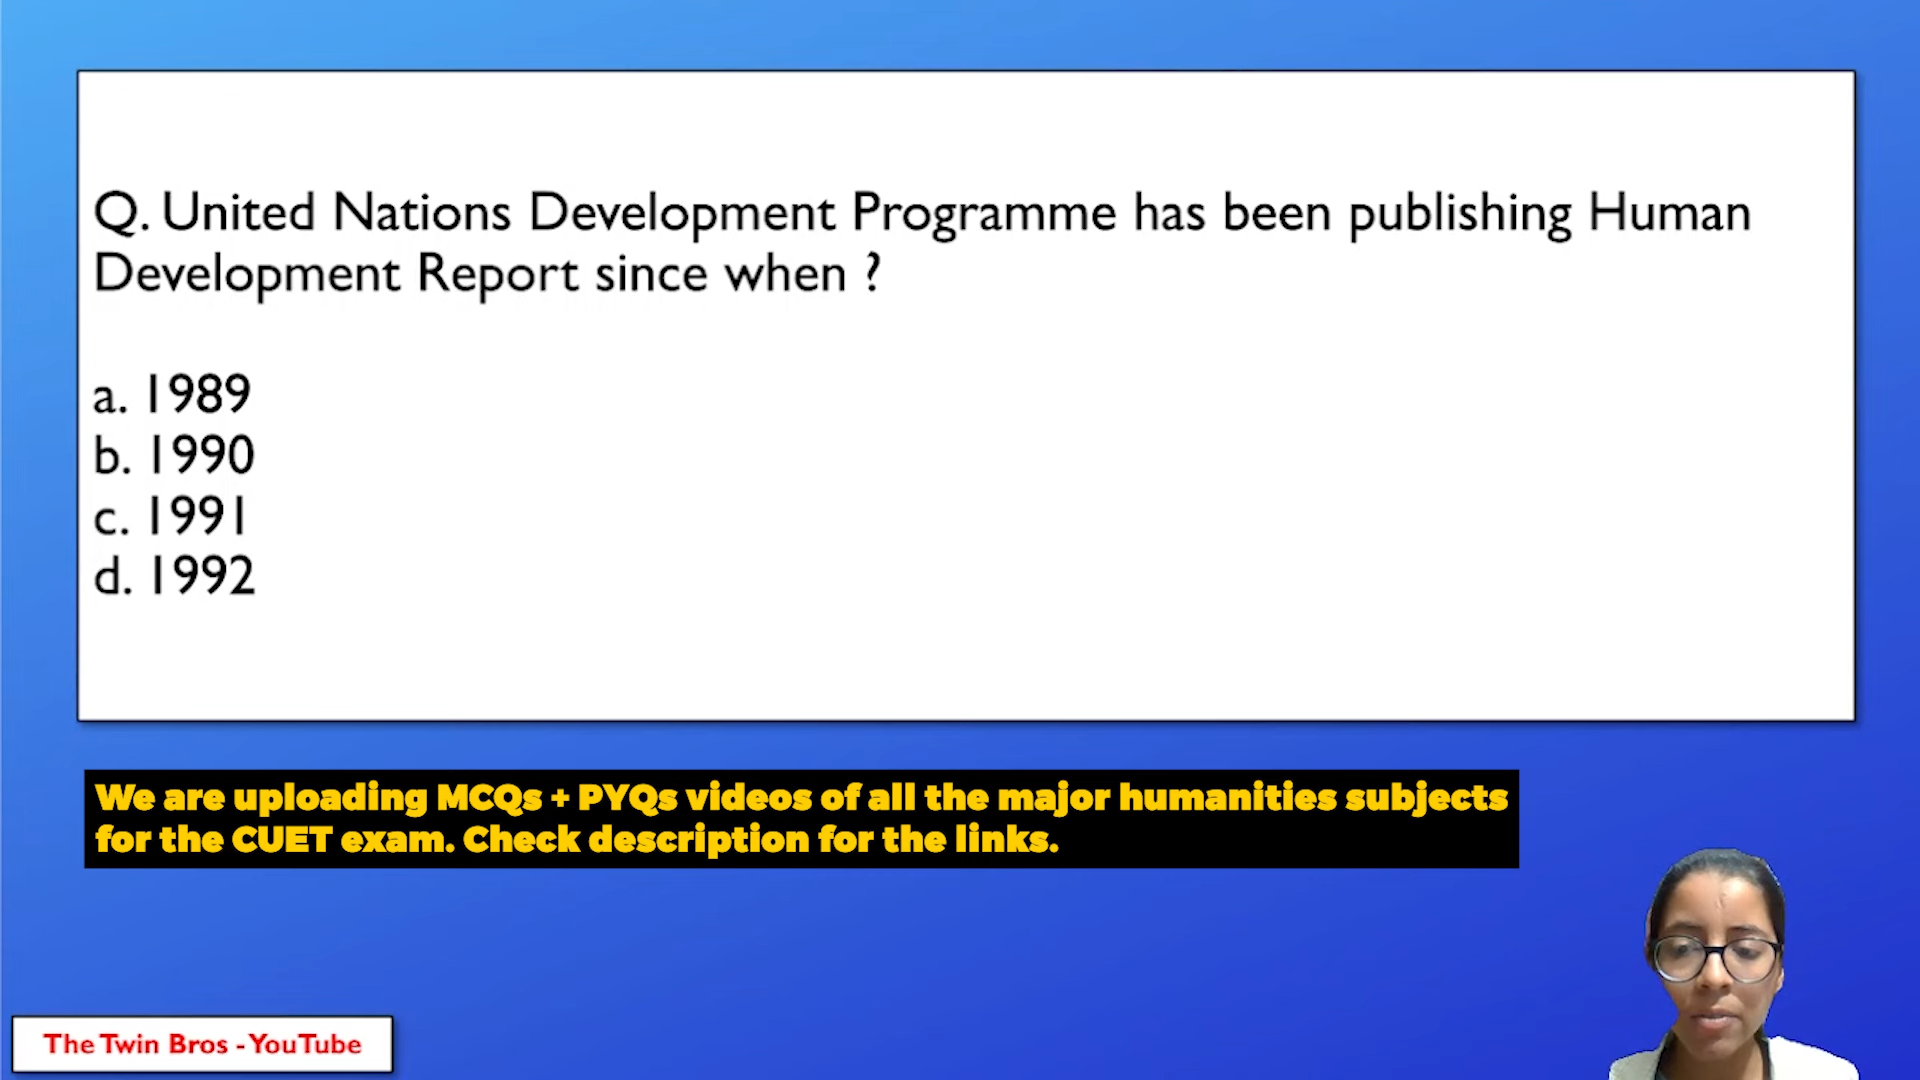 Q. United Nations Development Programme has been publishing Human
Development Report since when ?
a. 1989
b. 1990
c. 1991
d. 1992
We are uploading MCQs + PYQs videos of all the major humanities subjects
for the CUET exam. Check description for the links.
The Twin Bros - YouTube